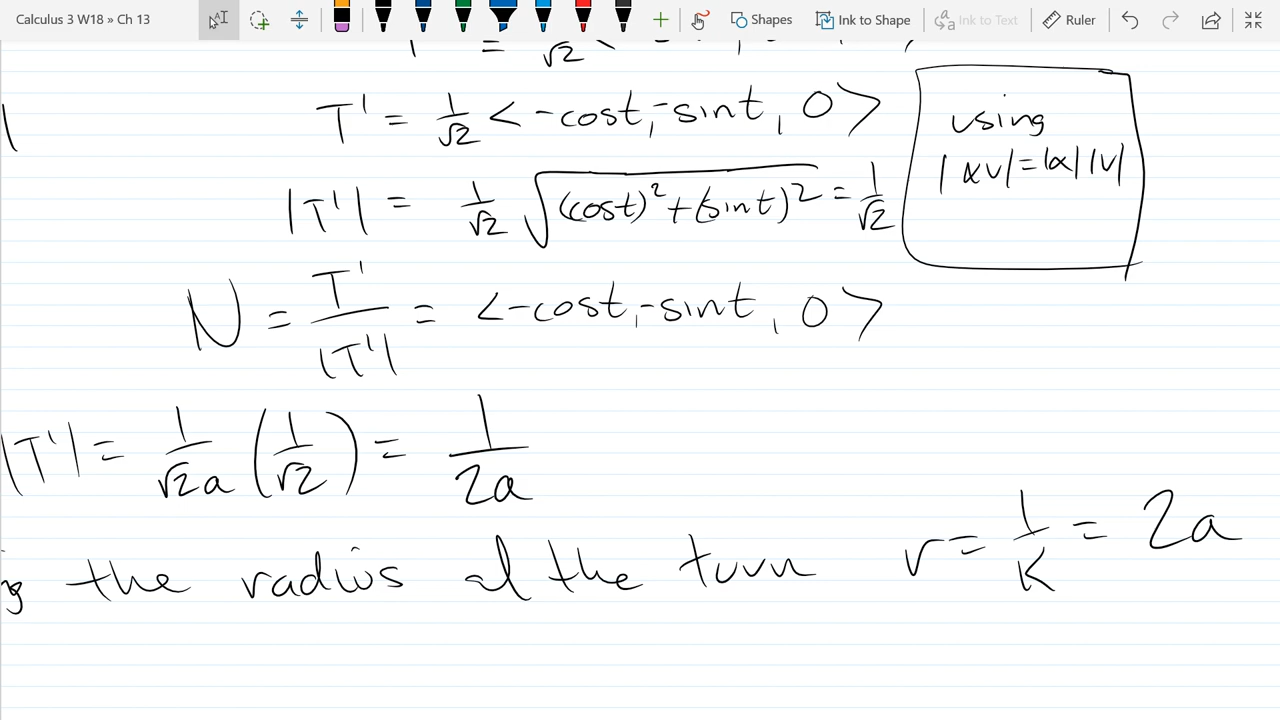 Calculus 3 W18 » Ch 13
Shapes
Ink to Shape
Ink to Text
Ruler
T' = 1/√2 < -cost, -sint, 0 >
|T'| = 1/√2 √((cost)² + (sint)²) = 1/√2
using
|αv| = |α| |v|
N = T'/|T'| = < -cost, -sint, 0 >
|T'| = 1/√2a (1/√2) = 1/2a
the radius of the turn r = 1/K = 2a